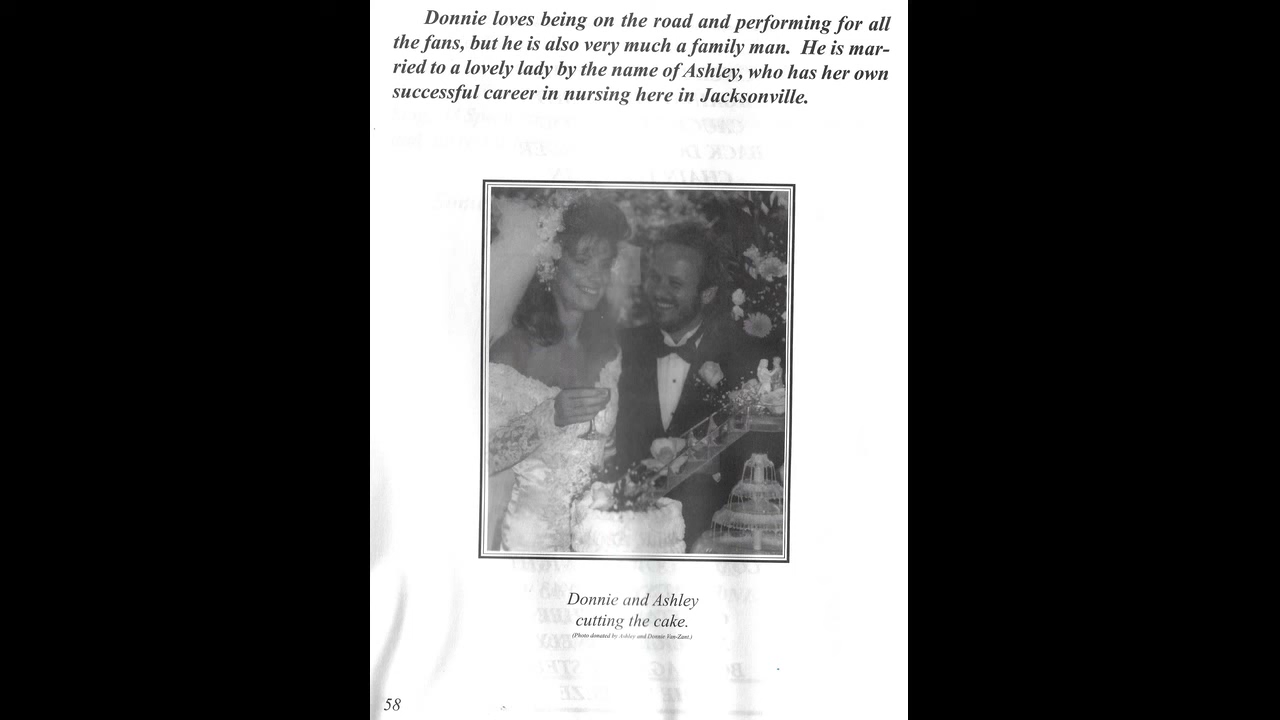 Donnie loves being on the road and performing for all
the fans, but he is also very much a family man. He is mar-
ried to a lovely lady by the name of Ashley, who has her own
successful career in nursing here in Jacksonville.
Donnie and Ashley
cutting the cake.
(Photo donated by Ashley and Donnie Van-Zant.)
58